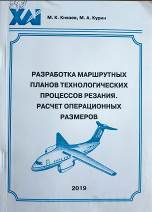 ХАІ
М. К. Князев, М. А. Курин
РАЗРАБОТКА МАРШРУТНЫХ
ПЛАНОВ ТЕХНОЛОГИЧЕСКИХ
ПРОЦЕССОВ РЕЗАНИЯ.
РАСЧЕТ ОПЕРАЦИОННЫХ
РАЗМЕРОВ
2019